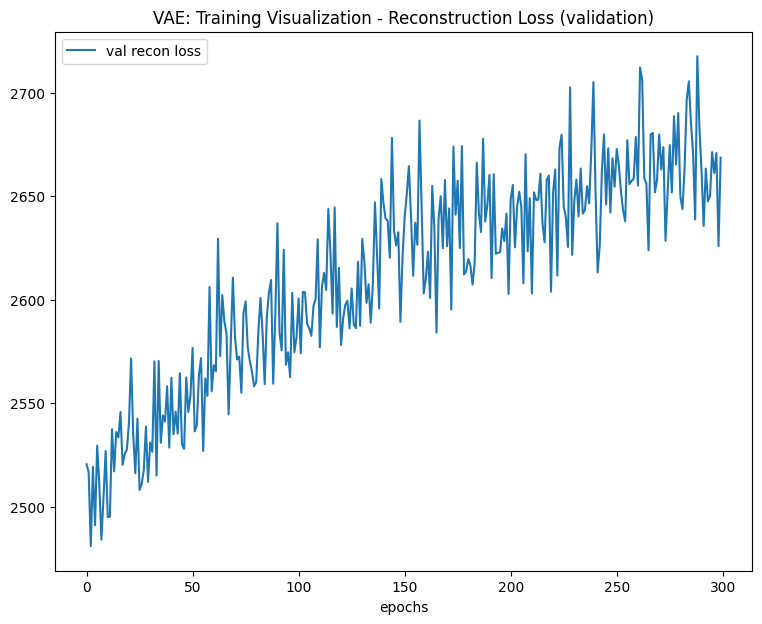 VAE: Training Visualization - Reconstruction Loss (validation)
val recon loss
2700
2650
2600
2550
2500
0 50 100 150 200 250 300
epochs